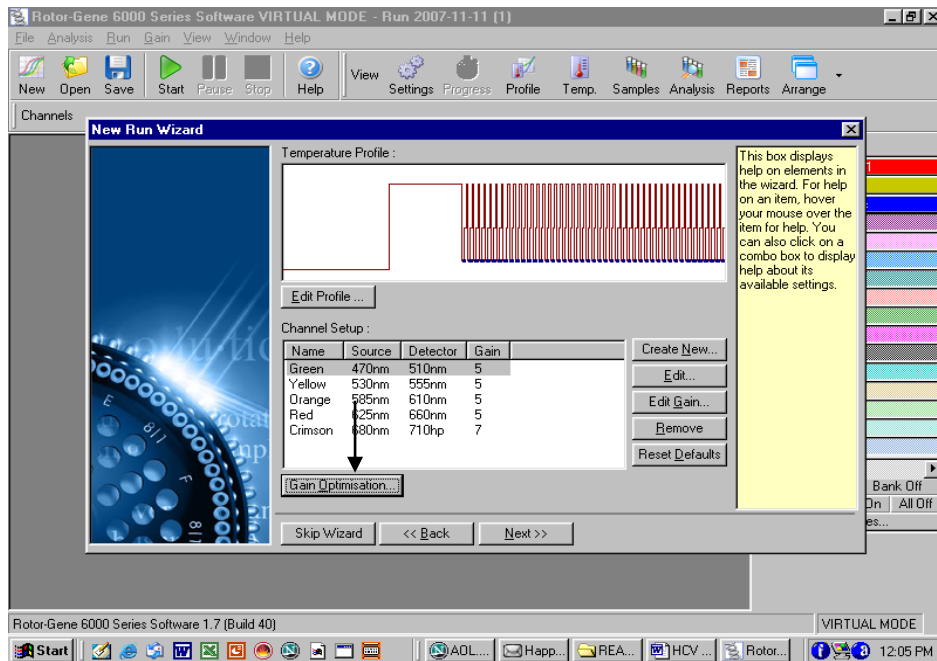 Rotor-Gene 6000 Series Software VIRTUAL MODE - Run 2007-11-11 (1)
File Analysis Run Gain View Window Help
New Open Save Start Pause Stop Help View Settings Progress Profile Temp. Samples Analysis Reports Arrange
Channels
New Run Wizard
Temperature Profile :
Edit Profile ...
Channel Setup :
Name Source Detector Gain
Green 470nm 510nm 5
Yellow 530nm 555nm 5
Orange 585nm 610nm 5
Red 625nm 660nm 5
Crimson 680nm 710hp 7
Create New...
Edit...
Edit Gain...
Remove
Reset Defaults
Gain Optimisation...
Skip Wizard << Back Next >>
This box displays
help on elements in
the wizard. For help
on an item, hover
your mouse over the
item for help. You
can also click on a
combo box to display
help about its
available settings.
Bank Off
On All Off
es...
Rotor-Gene 6000 Series Software 1.7 (Build 40) VIRTUAL MODE
Start AOL... Happ... REA... HCV ... Rotor... 12:05 PM